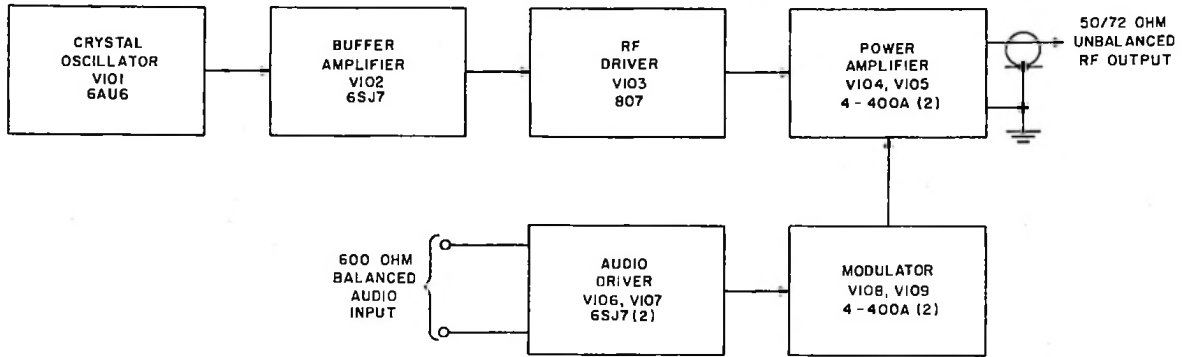 CRYSTAL
OSCILLATOR
V101
6AU6
BUFFER
AMPLIFIER
V102
6SJ7
RF
DRIVER
V103
807
POWER
AMPLIFIER
V104, V105
4-400A (2)
50/72 OHM
UNBALANCED
RF OUTPUT
600 OHM
BALANCED
AUDIO
INPUT
AUDIO
DRIVER
V106, V107
6SJ7(2)
MODULATOR
V108, V109
4-400A (2)